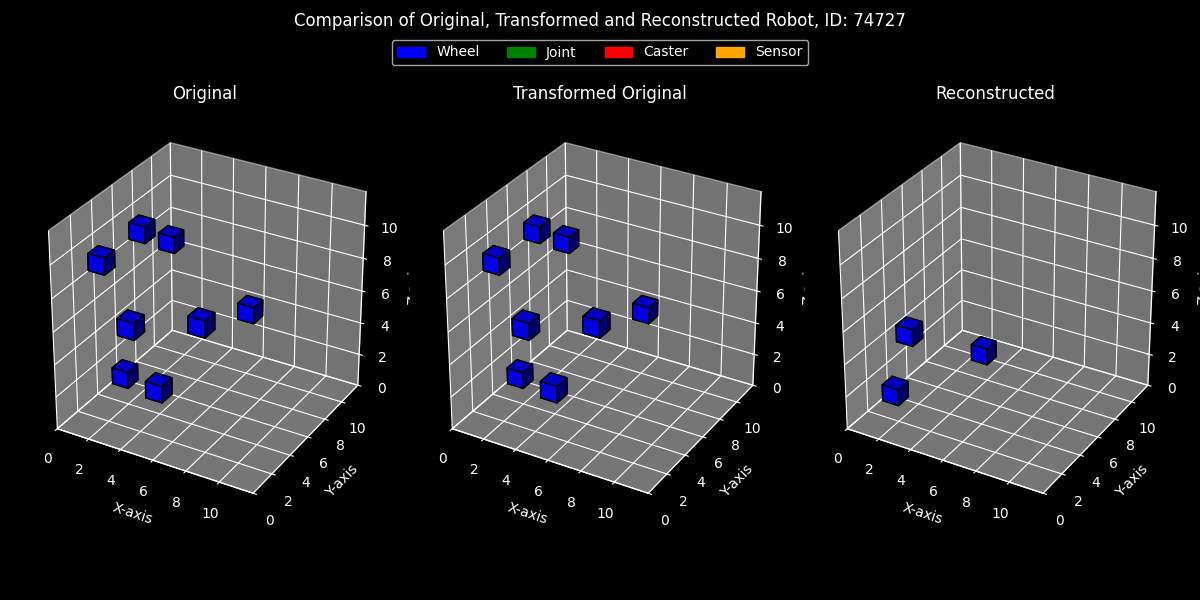 Comparison of Original, Transformed and Reconstructed Robot, ID: 74727
Wheel Joint Caster Sensor
Original Transformed Original Reconstructed
10 10 10
8 8 8
6 6 6
4 4 4
2 2 2
0 0 0
10 10 10
8 8 8
6 6 6
4 4 4
2 2 2
0 0 0
0 2 4 6 8 10 0 2 4 6 8 10 0 2 4 6 8 10
X-axis Y-axis X-axis Y-axis X-axis Y-axis